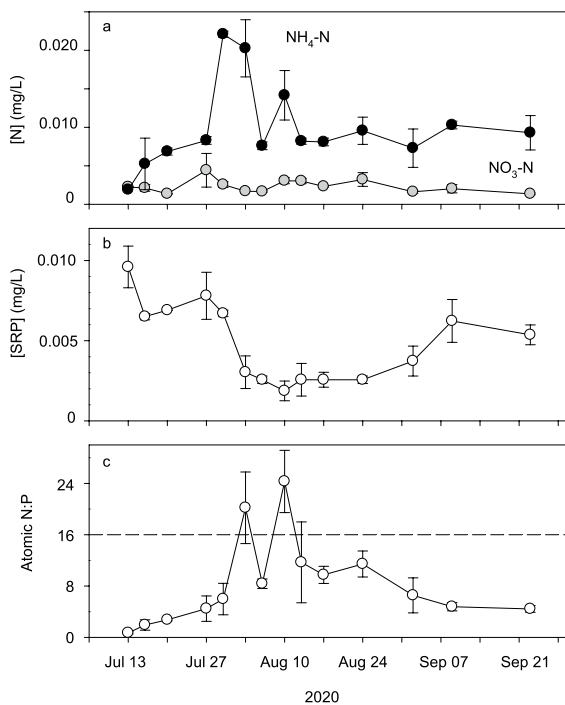 a
NH₄-N
NO₃-N
[N] (mg/L)
0.020
0.010
0
b
[SRP] (mg/L)
0.010
0.005
0
c
Atomic N:P
24
16
8
0
Jul 13 Jul 27 Aug 10 Aug 24 Sep 07 Sep 21
2020